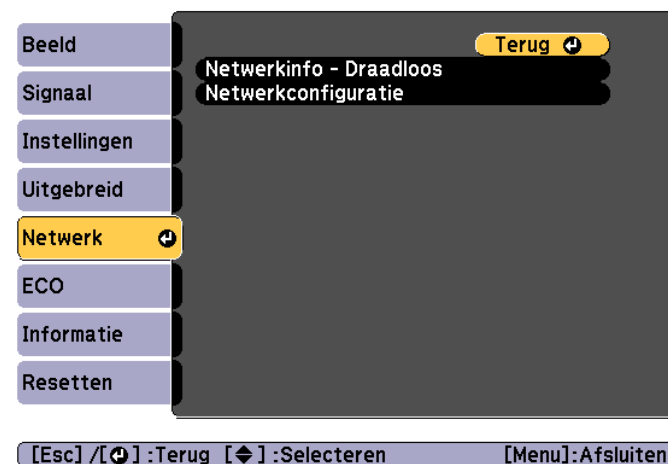 Beeld
Signaal
Instellingen
Uitgebreid
Netwerk
ECO
Informatie
Resetten
Terug
Netwerkinfo - Draadloos
Netwerkconfiguratie
[Esc] /[⏎] :Terug [◆] :Selecteren [Menu]:Afsluiten